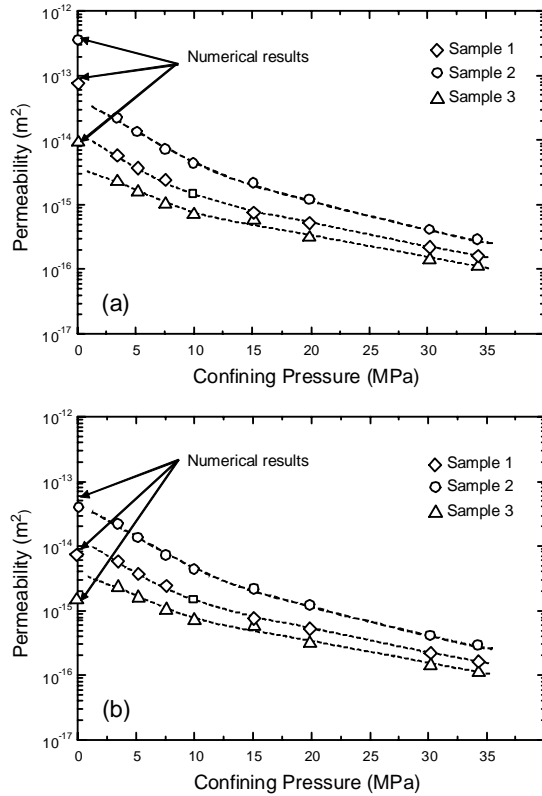 10-12
10-13
10-14
10-15
10-16
10-17
Permeability (m2)
Numerical results
Sample 1
Sample 2
Sample 3
(a)
0 5 10 15 20 25 30 35
Confining Pressure (MPa)
10-12
10-13
10-14
10-15
10-16
10-17
Permeability (m2)
Numerical results
Sample 1
Sample 2
Sample 3
(b)
0 5 10 15 20 25 30 35
Confining Pressure (MPa)